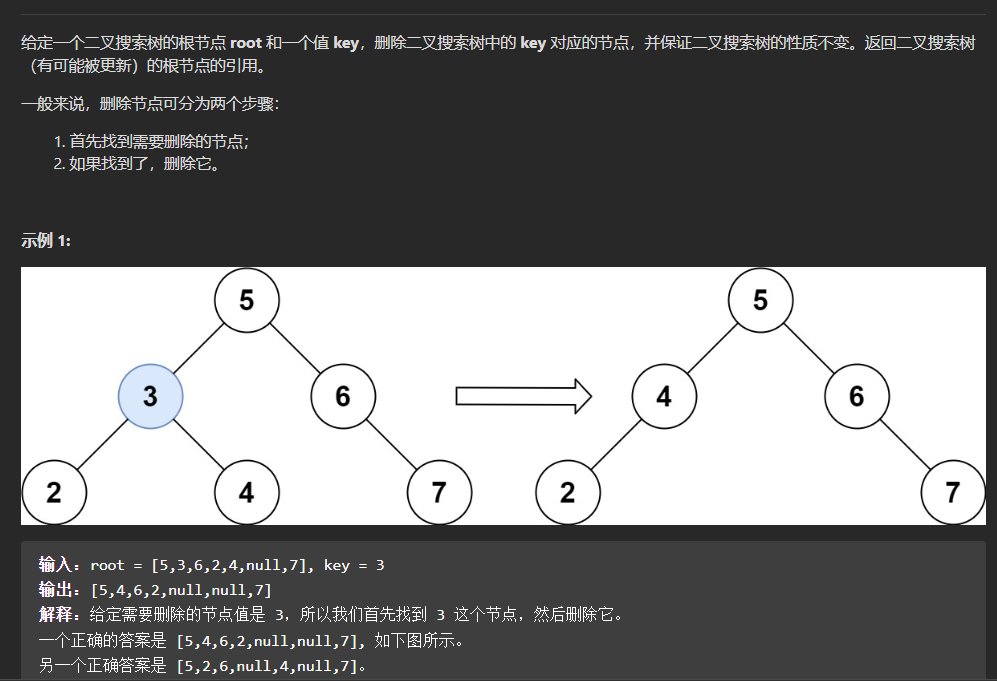 给定一个二叉搜索树的根节点 root 和一个值 key，删除二叉搜索树中的 key 对应的节点，并保证二叉搜索树的性质不变。返回二叉搜索树
（有可能被更新）的根节点的引用。
一般来说，删除节点可分为两个步骤：
1. 首先找到需要删除的节点；
2. 如果找到了，删除它。
示例 1:
5 5
3 6 4 6
2 4 7 2 7
输入：root = [5,3,6,2,4,null,7], key = 3
输出：[5,4,6,2,null,null,7]
解释：给定需要删除的节点值是 3，所以我们首先找到 3 这个节点，然后删除它。
一个正确的答案是 [5,4,6,2,null,null,7], 如下图所示。
另一个正确答案是 [5,2,6,null,4,null,7]。